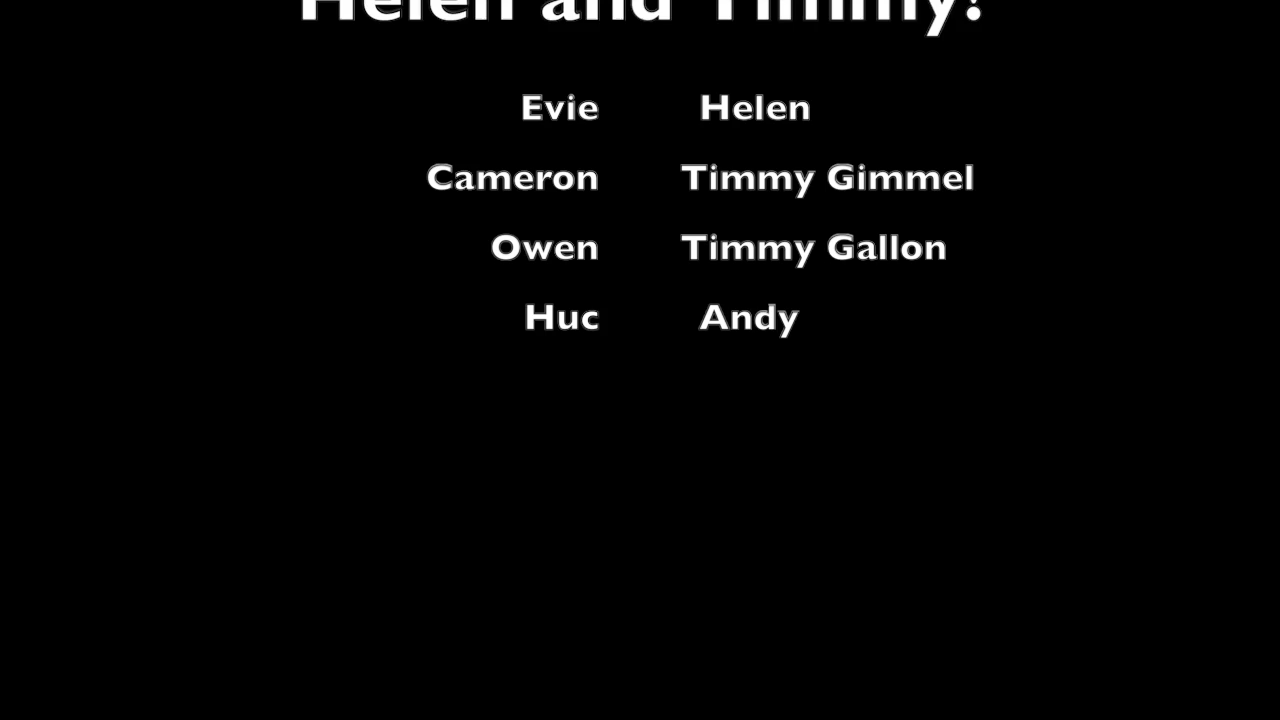 Helen and Timmy!
Evie Helen
Cameron Timmy Gimmel
Owen Timmy Gallon
Huc Andy